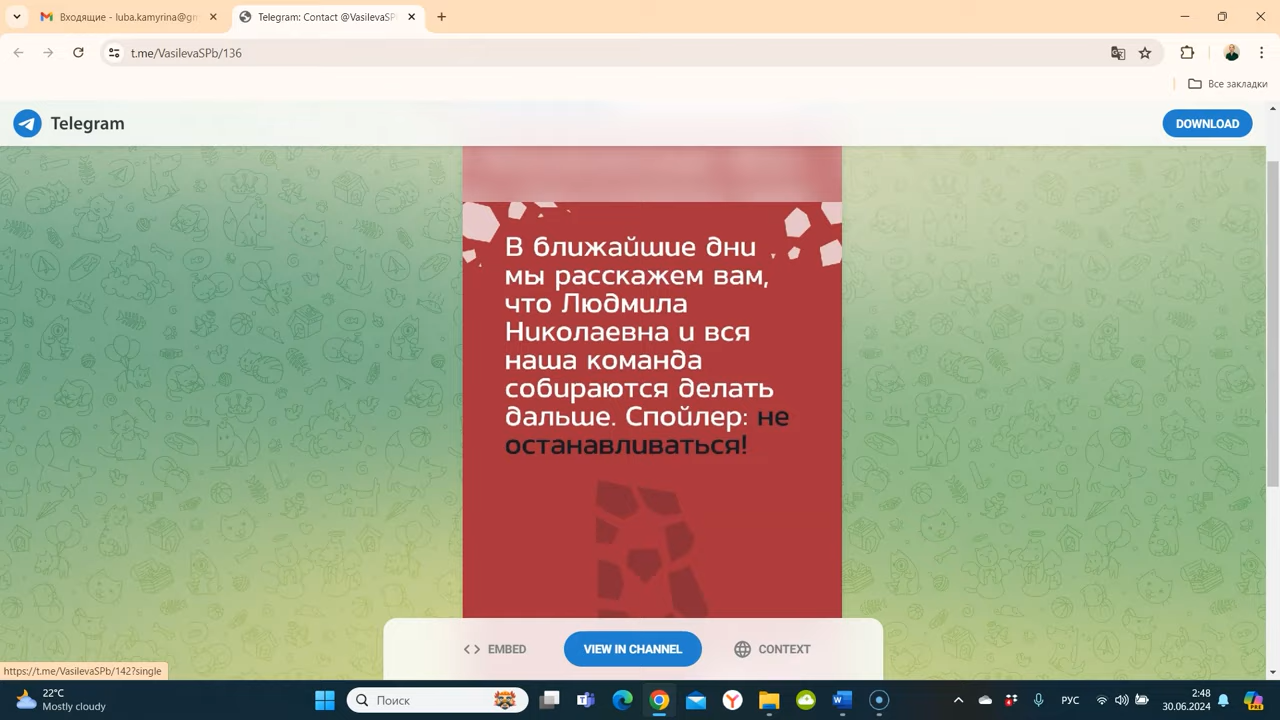 Входящие - luba.kamyrina@gm
Telegram: Contact @VasilevaSPb
t.me/VasilevaSPb/136
Все закладки
Telegram
DOWNLOAD
В ближайшие дни
мы расскажем вам,
что Людмила
Николаевна и вся
наша команда
собираются делать
дальше. Спойлер: не
останавливаться!
EMBED
VIEW IN CHANNEL
CONTEXT
https://t.me/VasilevaSPb/142?single
22°C
Mostly cloudy
Поиск
РУС
2:48
30.06.2024